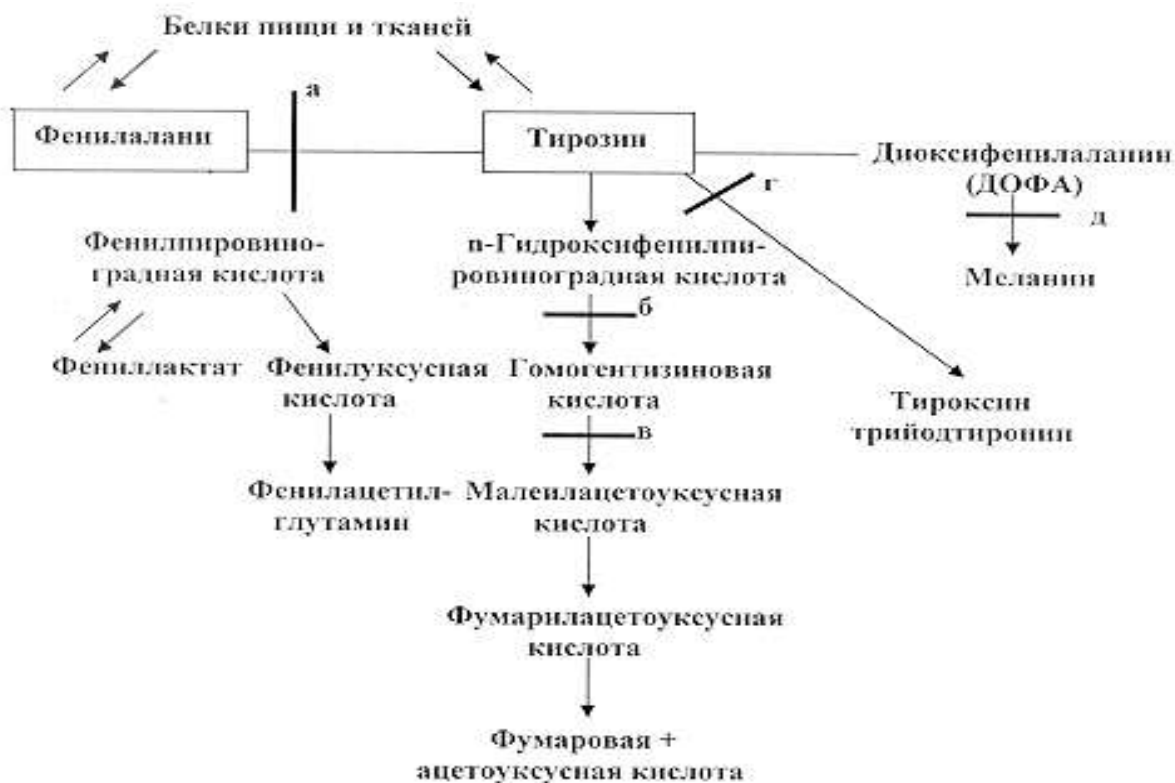 Белки пищи и тканей
а
Фенилалани
Тирозин
Диоксифенилаланин
(ДОФА)
г
д
Меланин
Фенилпировино-
градная кислота
п-Гидроксифенилпи-
ровиноградная кислота
б
Фениллактат
Фенилуксусная
кислота
Гомогентизиновая
кислота
в
Тироксин
трийодтиронин
Фенилацетил-
глутамин
Малеилацетоуксусная
кислота
Фумарилацетоуксусная
кислота
Фумаровая +
ацетоуксусная кислота